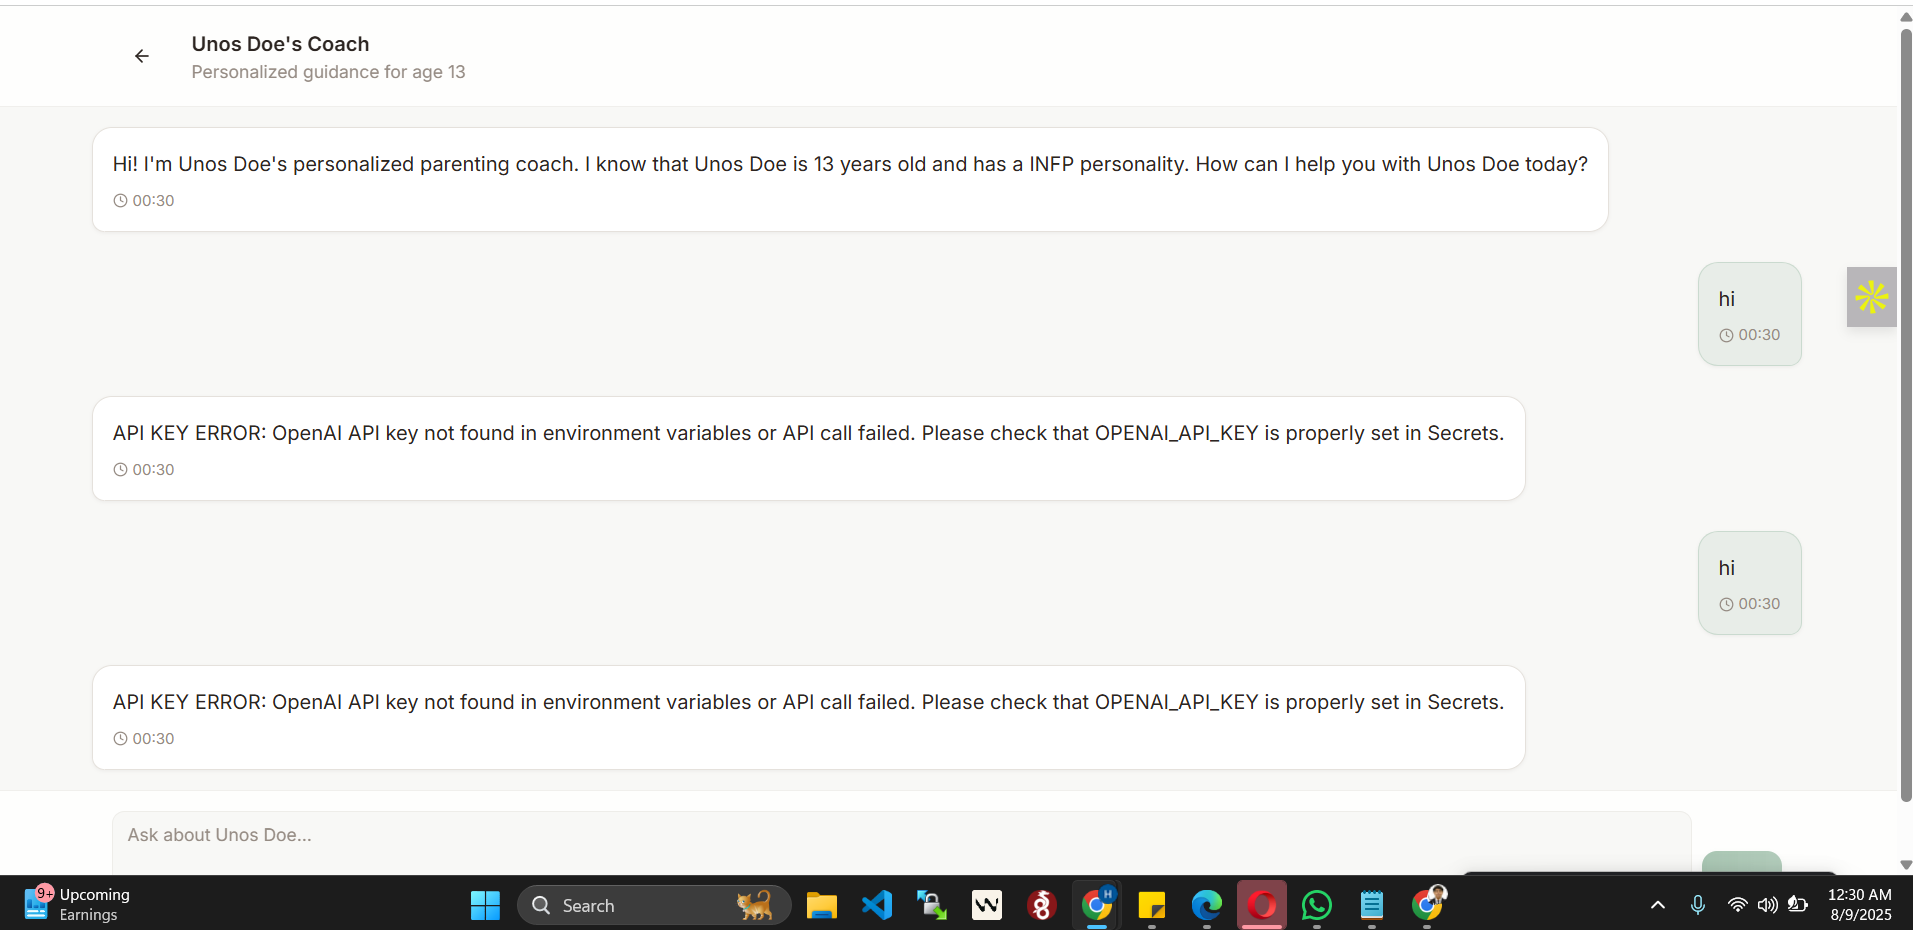 Unos Doe's Coach
Personalized guidance for age 13
Hi! I'm Unos Doe's personalized parenting coach. I know that Unos Doe is 13 years old and has a INFP personality. How can I help you with Unos Doe today?
00:30
hi
00:30
API KEY ERROR: OpenAI API key not found in environment variables or API call failed. Please check that OPENAI_API_KEY is properly set in Secrets.
00:30
hi
00:30
API KEY ERROR: OpenAI API key not found in environment variables or API call failed. Please check that OPENAI_API_KEY is properly set in Secrets.
00:30
Ask about Unos Doe...
9+
Upcoming
Earnings
Search
H
12:30 AM
8/9/2025